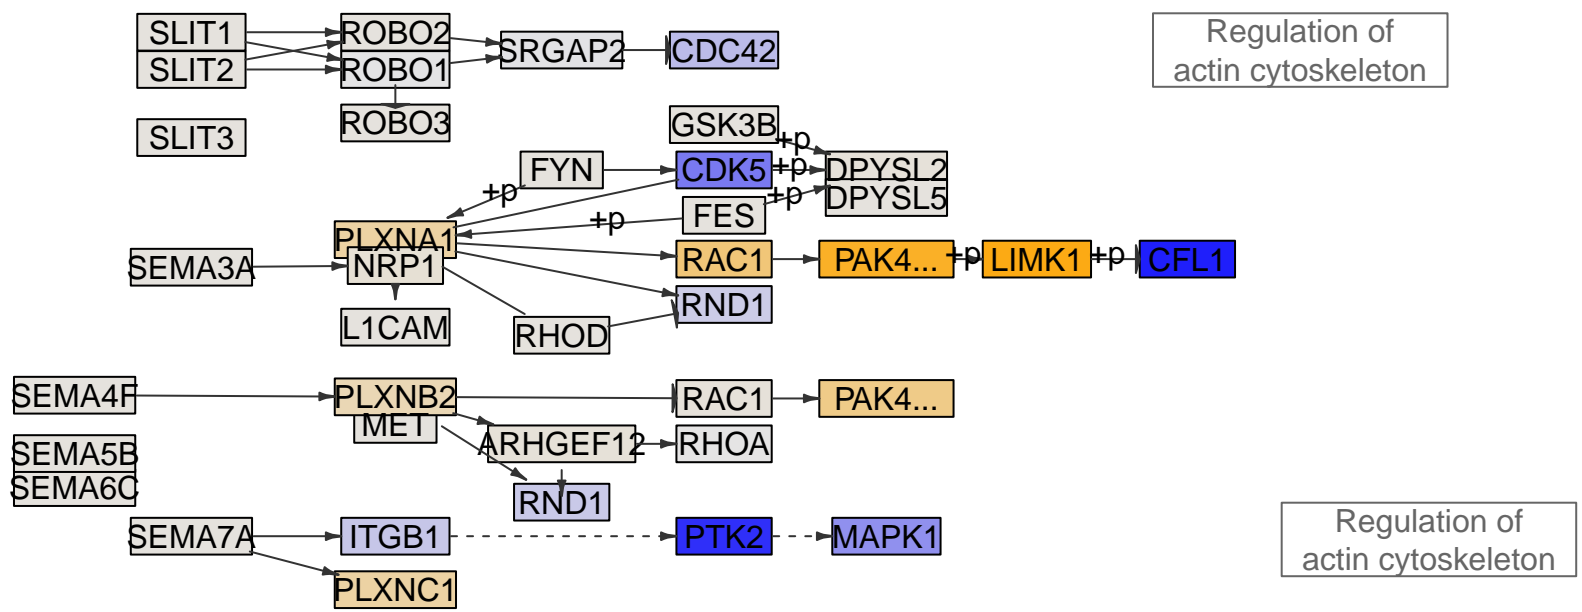 SLIT1
ROBO2
SRGAP2
CDC42
Regulation of
actin cytoskeleton
SLIT2
ROBO1
SLIT3
ROBO3
GSK3B
+p
FYN
CDK5
+p
DPYSL2
+p
FES
+p
DPYSL5
+p
PLXNA1
SEMA3A
NRP1
RAC1
PAK4...
+p
LIMK1
+p
CFL1
RND1
L1CAM
RHOD
SEMA4F
PLXNB2
RAC1
PAK4...
MET
ARHGEF12
RHOA
SEMA5B
SEMA6C
RND1
SEMA7A
ITGB1
PTK2
MAPK1
Regulation of
actin cytoskeleton
PLXNC1